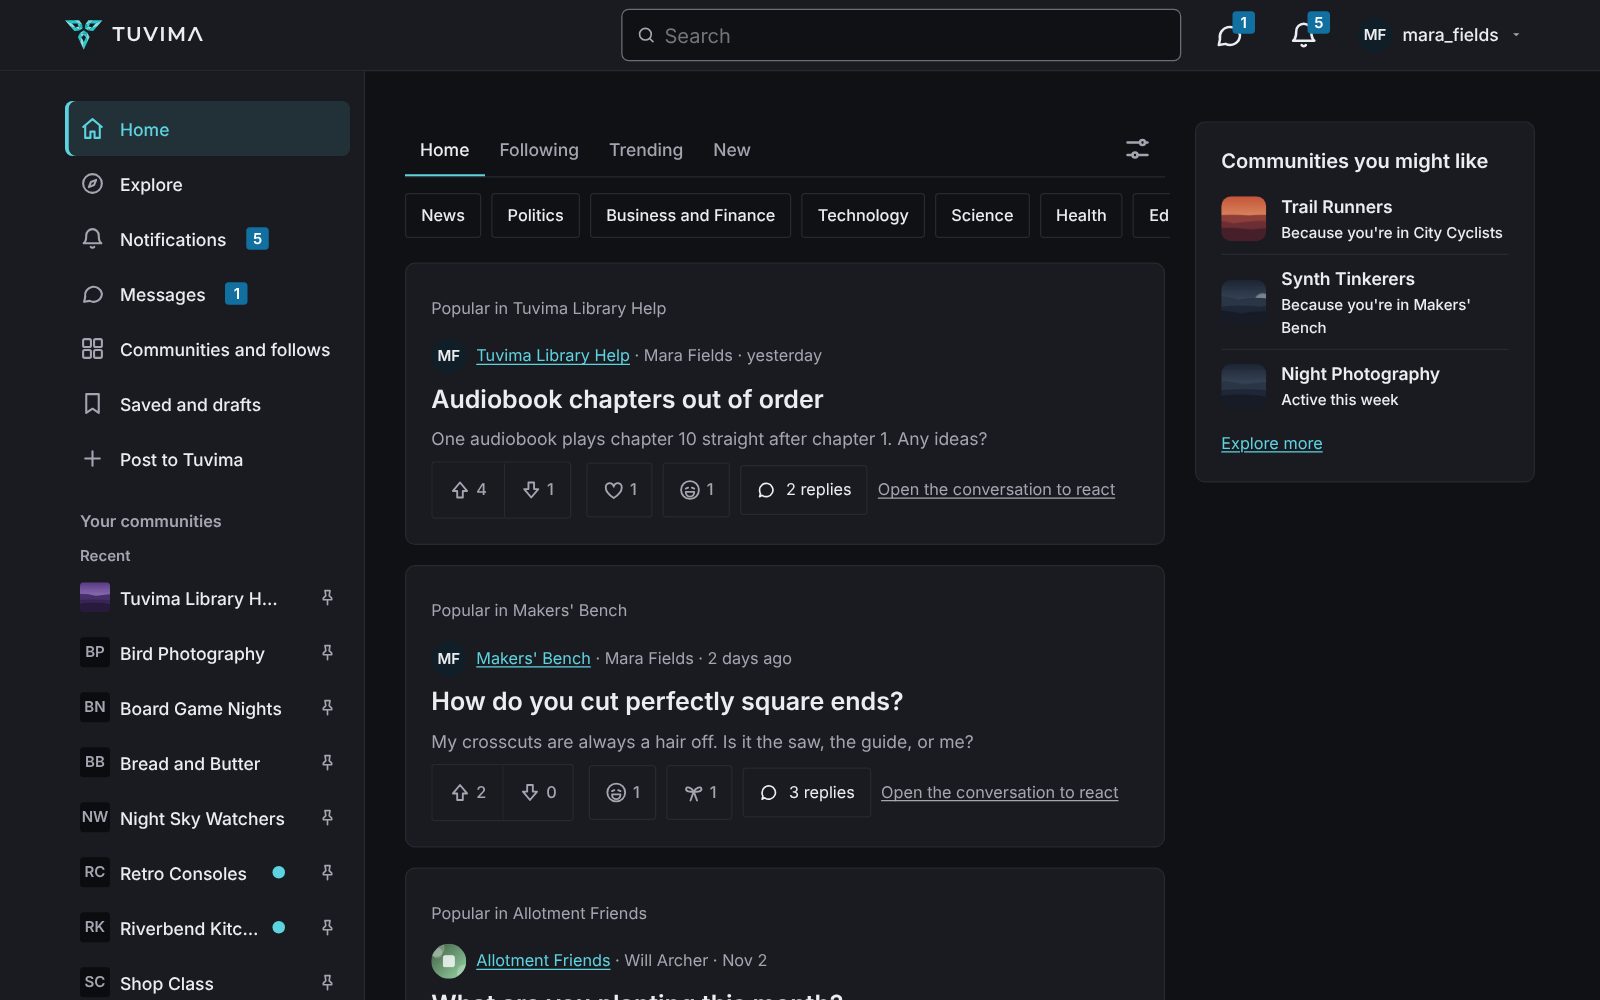 TUVIMA
Search
1
5
MF
mara_fields
Home
Explore
Notifications 5
Messages 1
Communities and follows
Saved and drafts
Post to Tuvima
Your communities
Recent
Tuvima Library H...
BP Bird Photography
BN Board Game Nights
BB Bread and Butter
NW Night Sky Watchers
RC Retro Consoles
RK Riverbend Kitc...
SC Shop Class
Home Following Trending New
News Politics Business and Finance Technology Science Health Ed
Popular in Tuvima Library Help
MF Tuvima Library Help · Mara Fields · yesterday
Audiobook chapters out of order
One audiobook plays chapter 10 straight after chapter 1. Any ideas?
4 1 1 1 2 replies Open the conversation to react
Popular in Makers' Bench
MF Makers' Bench · Mara Fields · 2 days ago
How do you cut perfectly square ends?
My crosscuts are always a hair off. Is it the saw, the guide, or me?
2 0 1 1 3 replies Open the conversation to react
Popular in Allotment Friends
Allotment Friends · Will Archer · Nov 2
What are you planting this month?
Communities you might like
Trail Runners
Because you're in City Cyclists
Synth Tinkerers
Because you're in Makers'
Bench
Night Photography
Active this week
Explore more